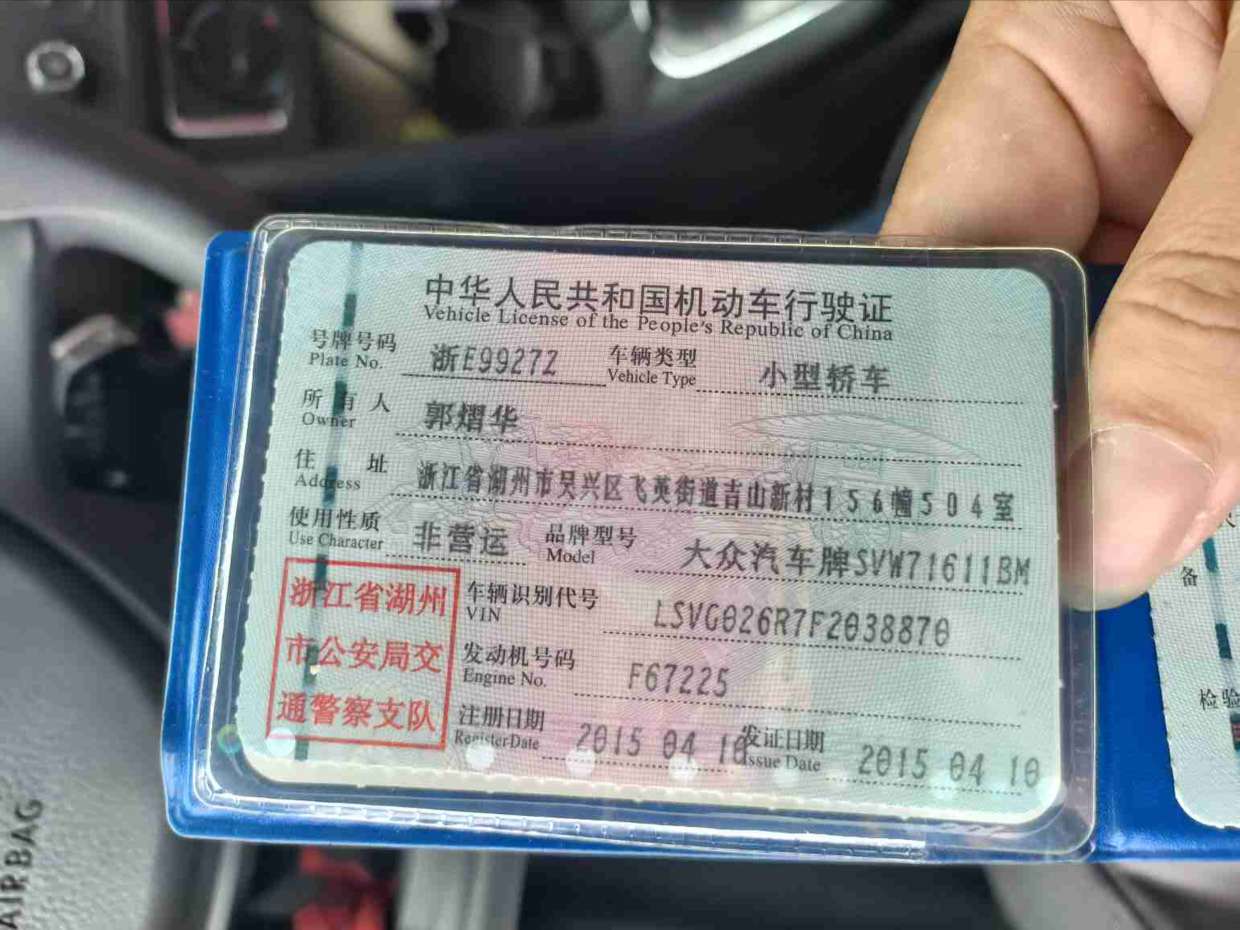 中华人民共和国机动车行驶证
Vehicle License of the People's Republic of China
号牌号码 浙E9927Z 车辆类型 小型轿车
Plate No. Vehicle Type
所有人 郭熠华
Owner
住址 浙江省湖州市吴兴区飞英街道吉山新村156幢504室
Address
使用性质 非营运 品牌型号 大众汽车牌SVW71611BM
Use Character Model
浙江省湖州
市公安局交
通警察支队
车辆识别代号 LSVG026R7F2038870
VIN
发动机号码 F67225
Engine No.
注册日期 2015 04 10 发证日期 2015 04 10
Register Date Issue Date
备
检验
AIRBAG